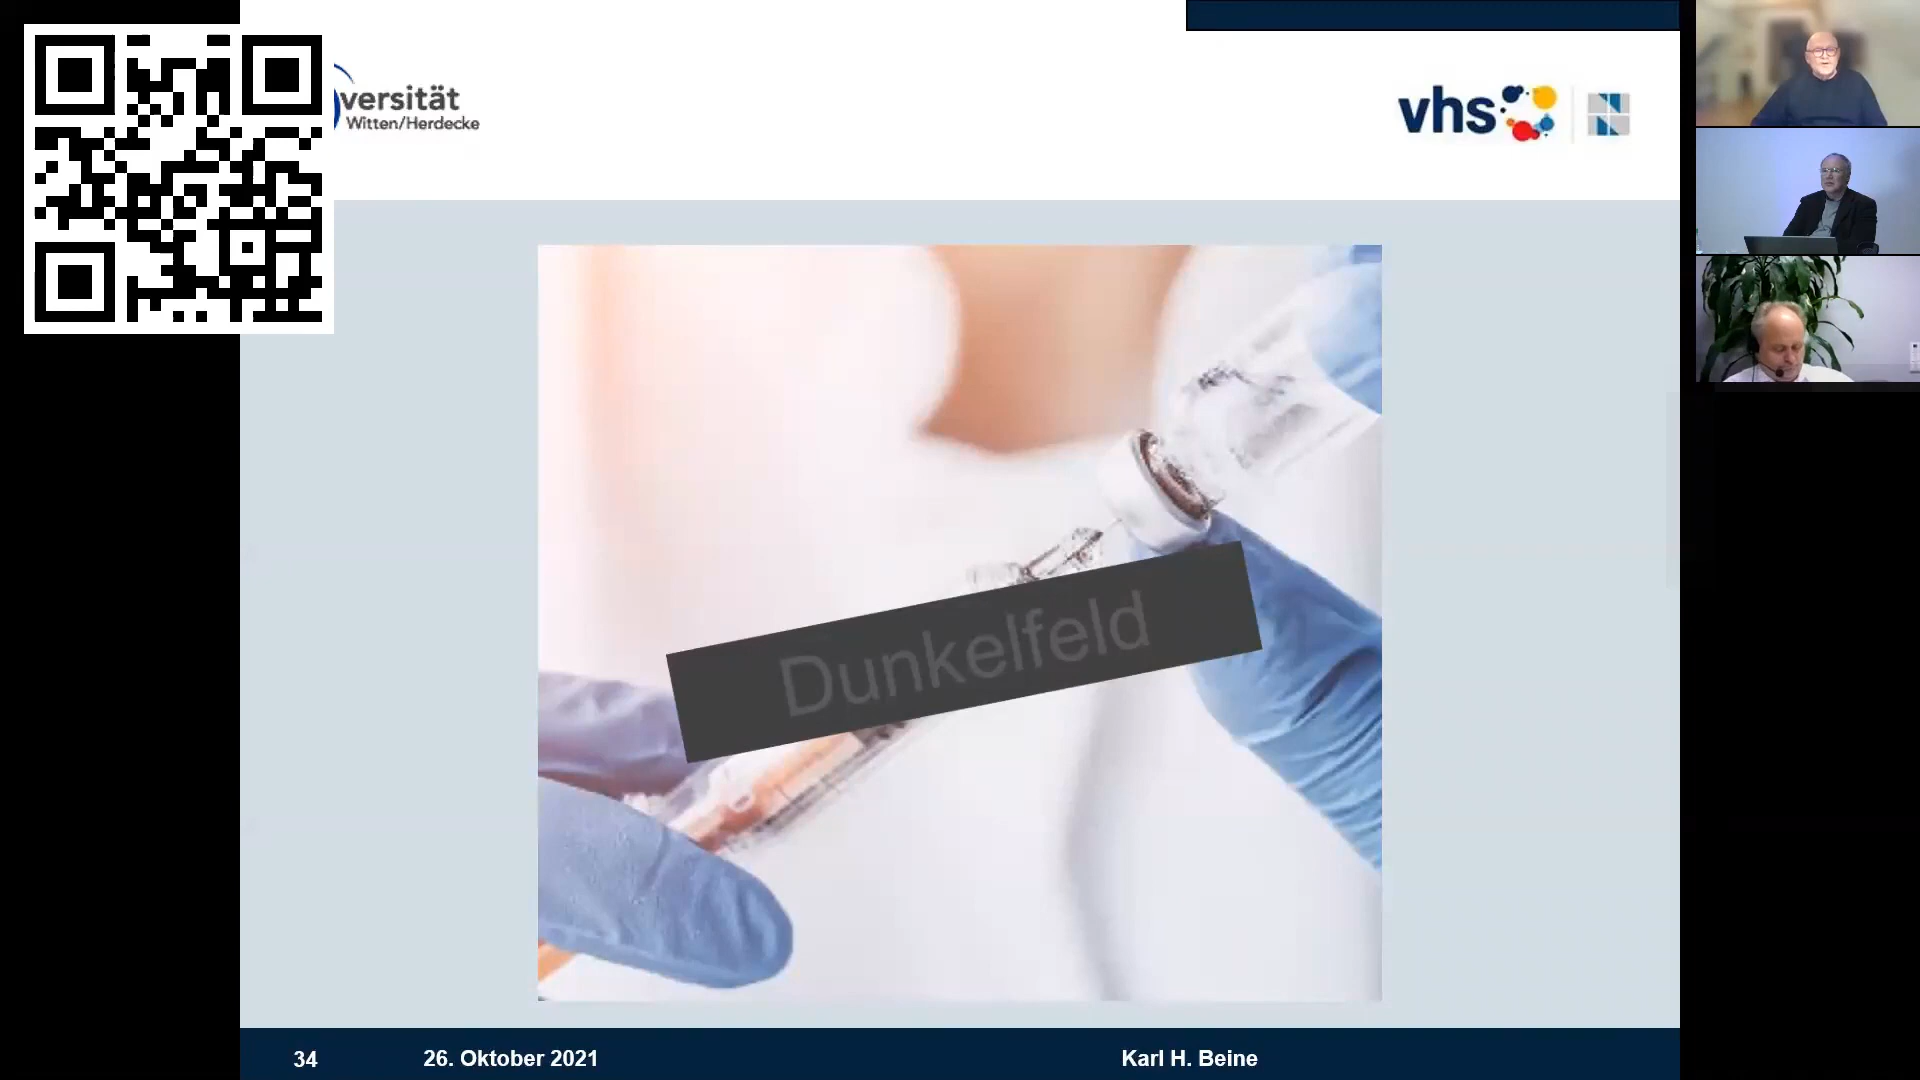 versität
Witten/Herdecke
vhs
Dunkelfeld
34
26. Oktober 2021
Karl H. Beine